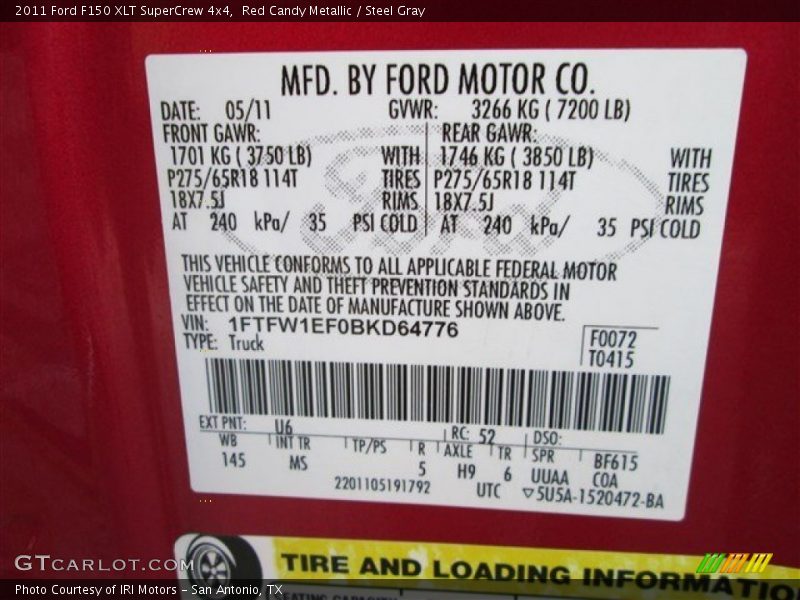 2011 Ford F150 XLT SuperCrew 4x4, Red Candy Metallic / Steel Gray
MFD. BY FORD MOTOR CO.
DATE: 05/11 GVWR: 3266 KG ( 7200 LB)
FRONT GAWR: REAR GAWR:
1701 KG ( 3750 LB) WITH 1746 KG ( 3850 LB) WITH
P275/65R18 114T TIRES P275/65R18 114T TIRES
18X7.5J RIMS 18X7.5J RIMS
AT 240 kPa/ 35 PSI COLD AT 240 kPa/ 35 PSI COLD
Ford
THIS VEHICLE CONFORMS TO ALL APPLICABLE FEDERAL MOTOR
VEHICLE SAFETY AND THEFT PREVENTION STANDARDS IN
EFFECT ON THE DATE OF MANUFACTURE SHOWN ABOVE.
VIN: 1FTFW1EF0BKD64776
TYPE: Truck
F0072
T0415
EXT PNT: U6 RC: 52 DSO:
WB INT TR TP/PS R AXLE TR SPR BF615
145 MS 5 H9 6 UUAA COA
2201105191792 UTC ▽5U5A-1520472-BA
TIRE AND LOADING INFORMATIO
SEATING CAPACITY
GTCARLOT.COM
Photo Courtesy of IRI Motors – San Antonio, TX